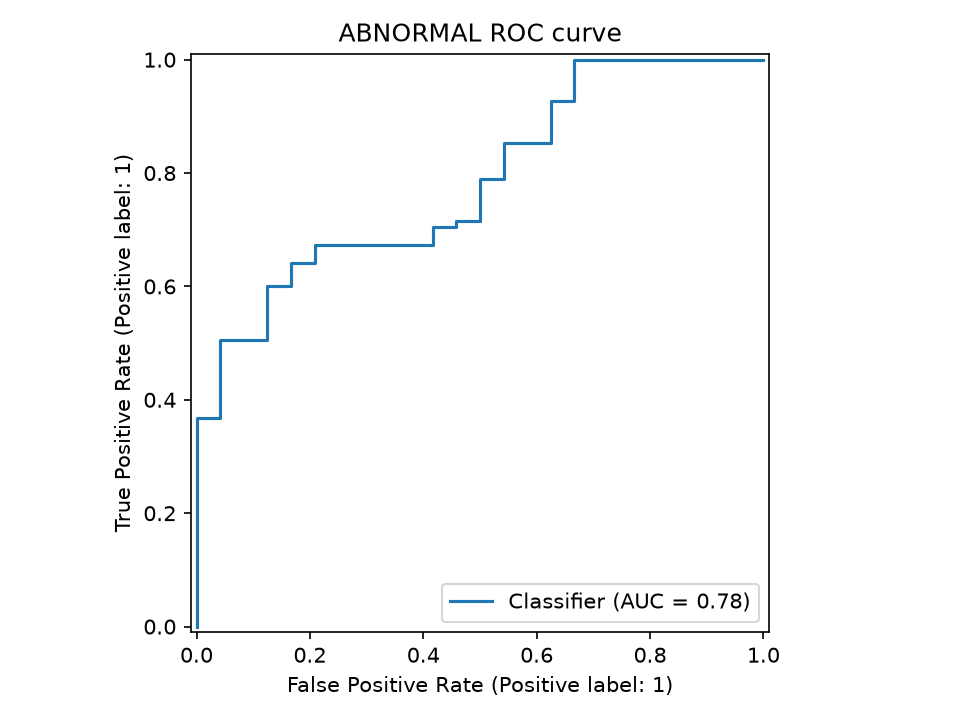 ABNORMAL ROC curve
True Positive Rate (Positive label: 1)
1.0
0.8
0.6
0.4
0.2
0.0
Classifier (AUC = 0.78)
0.0 0.2 0.4 0.6 0.8 1.0
False Positive Rate (Positive label: 1)